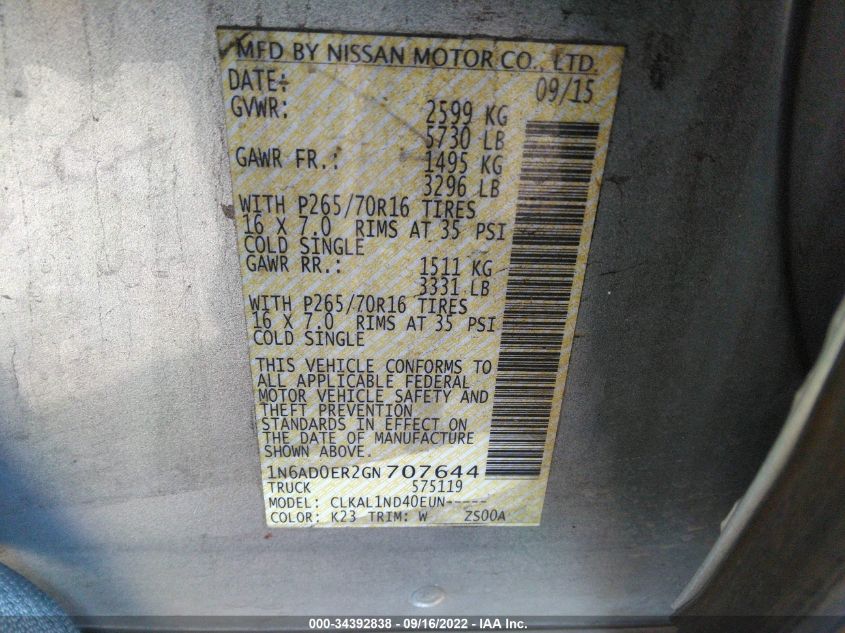 MFD BY NISSAN MOTOR CO., LTD.
DATE: 09/15
GVWR: 2599 KG
5730 LB
GAWR FR.: 1495 KG
3296 LB
WITH P265/70R16 TIRES
16 X 7.0 RIMS AT 35 PSI
COLD SINGLE
GAWR RR.: 1511 KG
3331 LB
WITH P265/70R16 TIRES
16 X 7.0 RIMS AT 35 PSI
COLD SINGLE
THIS VEHICLE CONFORMS TO
ALL APPLICABLE FEDERAL
MOTOR VEHICLE SAFETY AND
THEFT PREVENTION
STANDARDS IN EFFECT ON
THE DATE OF MANUFACTURE
SHOWN ABOVE.
1N6AD0ER2GN707644
TRUCK 575119
MODEL: CLKAL1ND40EUN-----
COLOR: K23 TRIM: W ZS00A
000-34392838 - 09/16/2022 - IAA Inc.